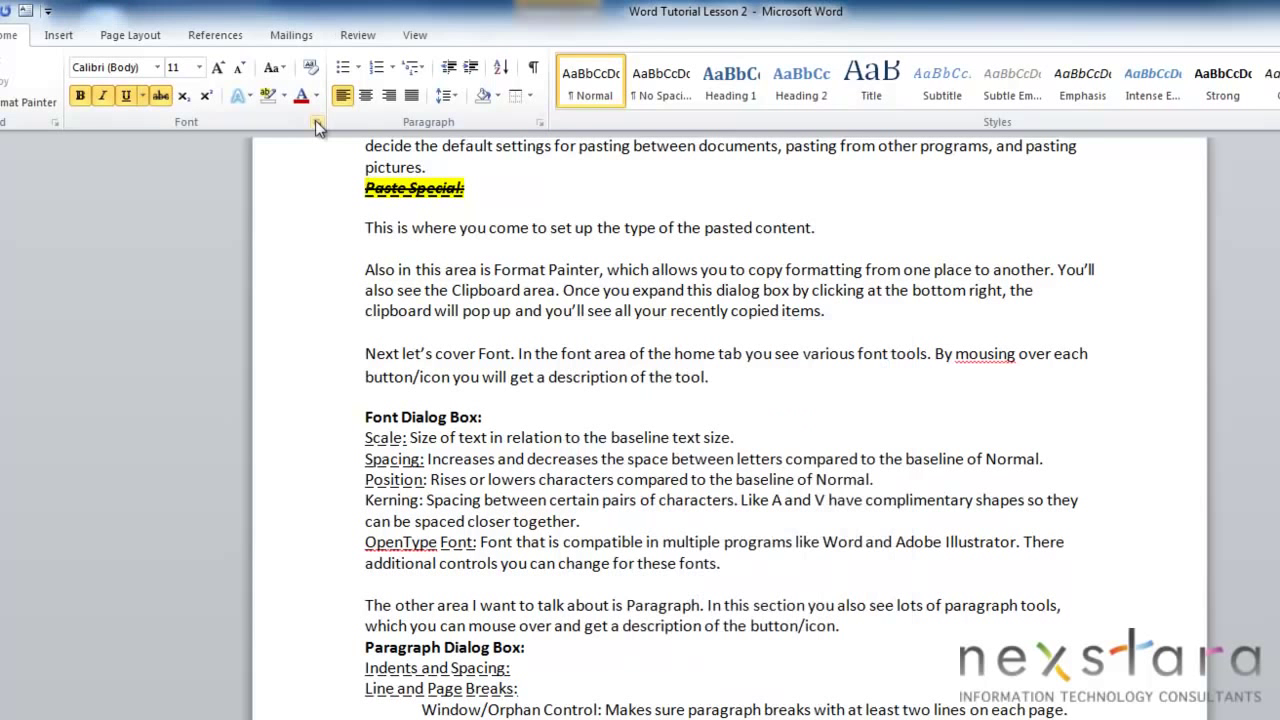 Word Tutorial Lesson 2 - Microsoft Word
ome Insert Page Layout References Mailings Review View
Calibri (Body) 11 A A Aa
py
B I U abc x₂ x² A ab A
rmat Painter
AaBbCcDc AaBbCcDc AaBbC AaBbCc AaB AaBbCc. AaBbCcD AaBbCcDt AaBbCcDt AaBbCcDc
¶ Normal ¶ No Spaci... Heading 1 Heading 2 Title Subtitle Subtle Em... Emphasis Intense E... Strong
d Font Paragraph Styles
decide the default settings for pasting between documents, pasting from other programs, and pasting
pictures.
Paste Special:
This is where you come to set up the type of the pasted content.
Also in this area is Format Painter, which allows you to copy formatting from one place to another. You’ll
also see the Clipboard area. Once you expand this dialog box by clicking at the bottom right, the
clipboard will pop up and you’ll see all your recently copied items.
Next let’s cover Font. In the font area of the home tab you see various font tools. By mousing over each
button/icon you will get a description of the tool.
Font Dialog Box:
Scale: Size of text in relation to the baseline text size.
Spacing: Increases and decreases the space between letters compared to the baseline of Normal.
Position: Rises or lowers characters compared to the baseline of Normal.
Kerning: Spacing between certain pairs of characters. Like A and V have complimentary shapes so they
can be spaced closer together.
OpenType Font: Font that is compatible in multiple programs like Word and Adobe Illustrator. There
additional controls you can change for these fonts.
The other area I want to talk about is Paragraph. In this section you also see lots of paragraph tools,
which you can mouse over and get a description of the button/icon.
Paragraph Dialog Box:
Indents and Spacing:
Line and Page Breaks:
Window/Orphan Control: Makes sure paragraph breaks with at least two lines on each page.
nexstara
INFORMATION TECHNOLOGY CONSULTANTS